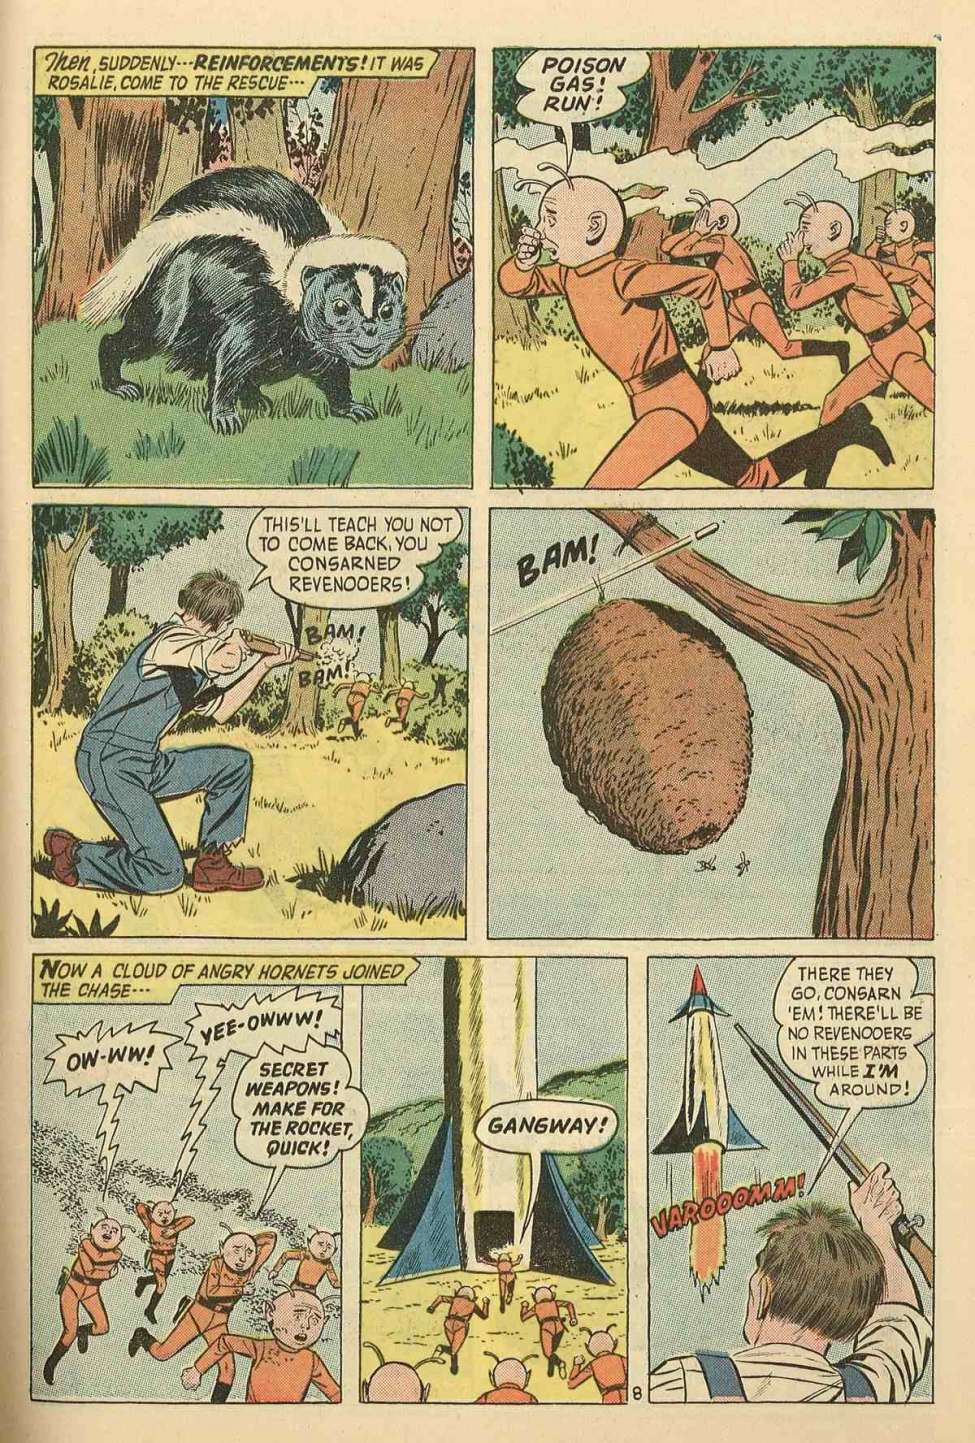 Then, SUDDENLY---REINFORCEMENTS! IT WAS
ROSALIE, COME TO THE RESCUE---
POISON
GAS!
RUN!
THIS'LL TEACH YOU NOT
TO COME BACK, YOU
CONSARNED
REVENOOERS!
BAM!
BAM!
BAM!
NOW A CLOUD OF ANGRY HORNETS JOINED
THE CHASE---
OW-WW!
YEE-OWWW!
SECRET
WEAPONS!
MAKE FOR
THE ROCKET,
QUICK!
GANGWAY!
8
THERE THEY
GO, CONSARN
'EM! THERE'LL BE
NO REVENOOERS
IN THESE PARTS
WHILE I'M
AROUND!
VAROOOMM!